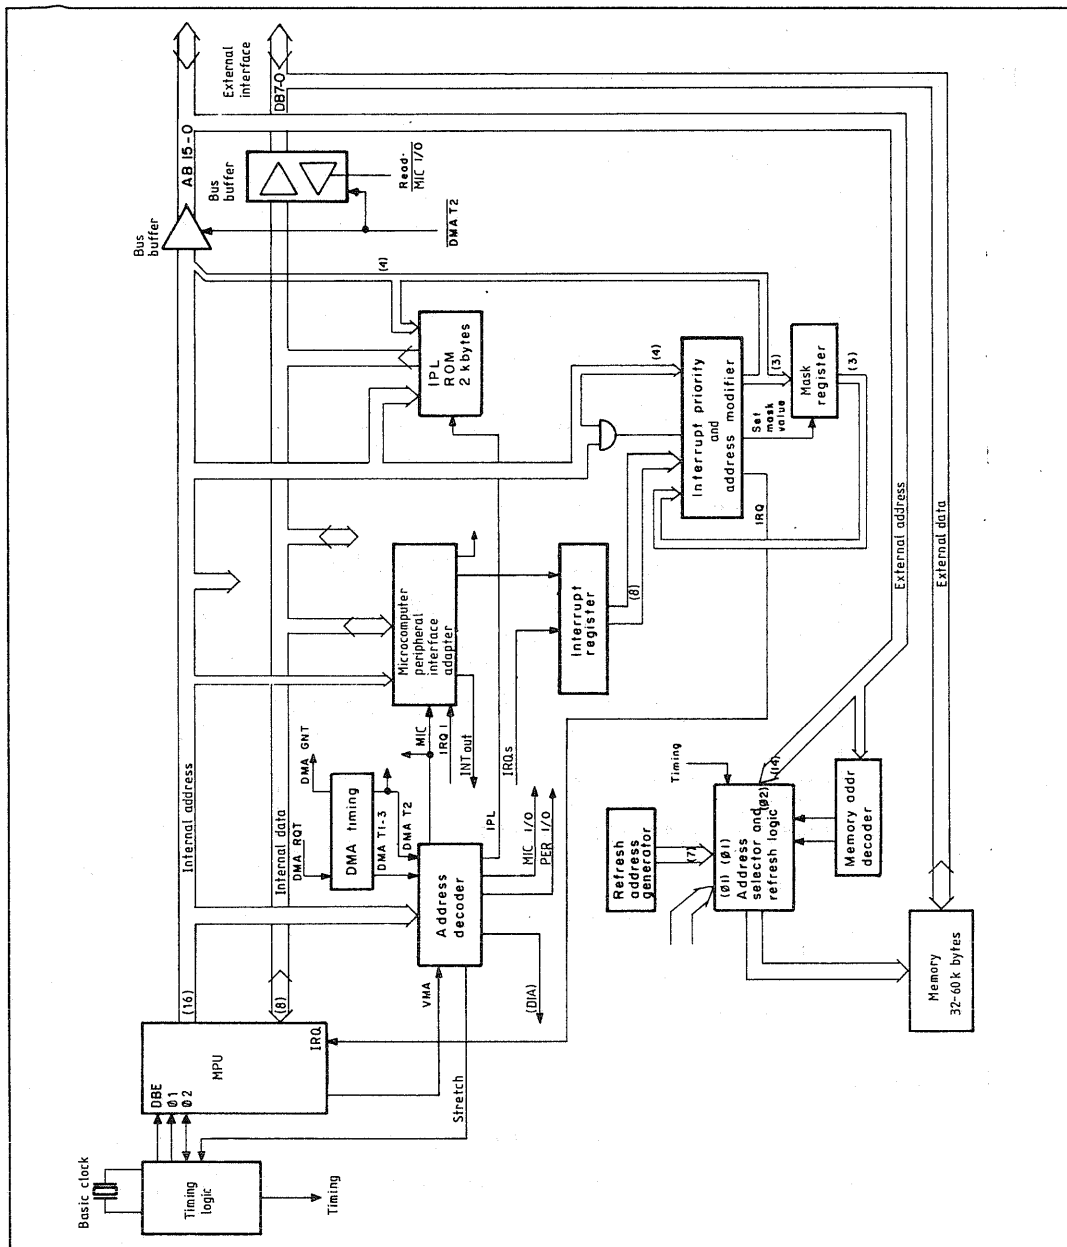 External
interface
AB 15-0
DB7-0
Bus
buffer
Read·
MIC I/O
Bus
buffer
DMA T2
(4)
IPL
ROM
2 kbytes
(4)
Interrupt priority
and
address modifier
(3)
Set
mask
value
Mask
register
(3)
IRQ
Microcomputer
peripheral
interface
adapter
Interrupt
register
(8)
External address
External data
Internal address
Internal data
DMA RQT
DMA GNT
DMA timing
DMA T1-3
DMA T2
MIC
IRQ 1
INTout
IRQs
IPL
MIC I/O
PER I/O
Address
decoder
VMA
Stretch
(DIA)
Timing
(Ø2)
(14)
Refresh
address
generator
(7)
(Ø1)
(Ø1)
Address
selector and
refresh logic
Memory addr
decoder
Memory
32-60k bytes
(16)
(8)
MPU
IRQ
DBE
Ø1
Ø2
Basic clock
Timing
logic
Timing